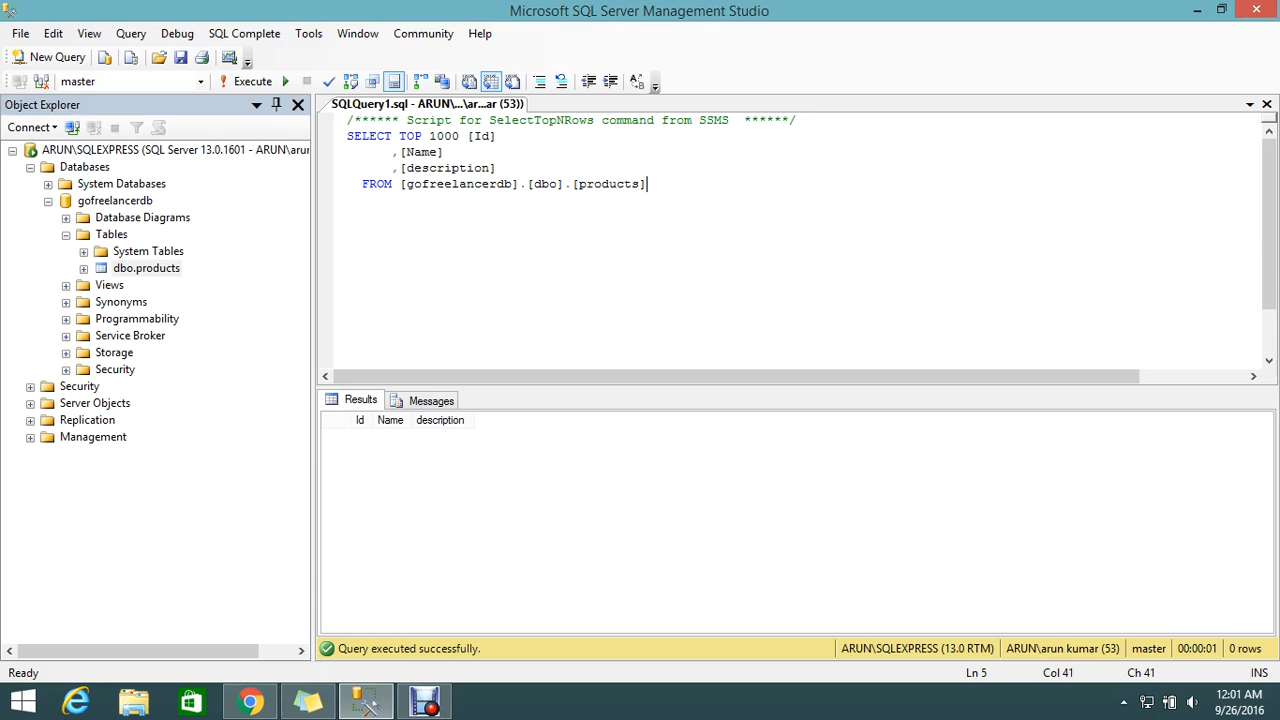 Microsoft SQL Server Management Studio
File Edit View Query Debug SQL Complete Tools Window Community Help
New Query
master Execute
Object Explorer
Connect
ARUN\SQLEXPRESS (SQL Server 13.0.1601 - ARUN\arun
Databases
System Databases
gofreelancerdb
Database Diagrams
Tables
System Tables
dbo.products
Views
Synonyms
Programmability
Service Broker
Storage
Security
Security
Server Objects
Replication
Management
SQLQuery1.sql - ARUN\...\ar...ar (53))
/****** Script for SelectTopNRows command from SSMS ******/
SELECT TOP 1000 [Id]
,[Name]
,[description]
FROM [gofreelancerdb].[dbo].[products]
Results Messages
Id Name description
Query executed successfully. ARUN\SQLEXPRESS (13.0 RTM) ARUN\arun kumar (53) master 00:00:01 0 rows
Ready Ln 5 Col 41 Ch 41 INS
12:01 AM
9/26/2016